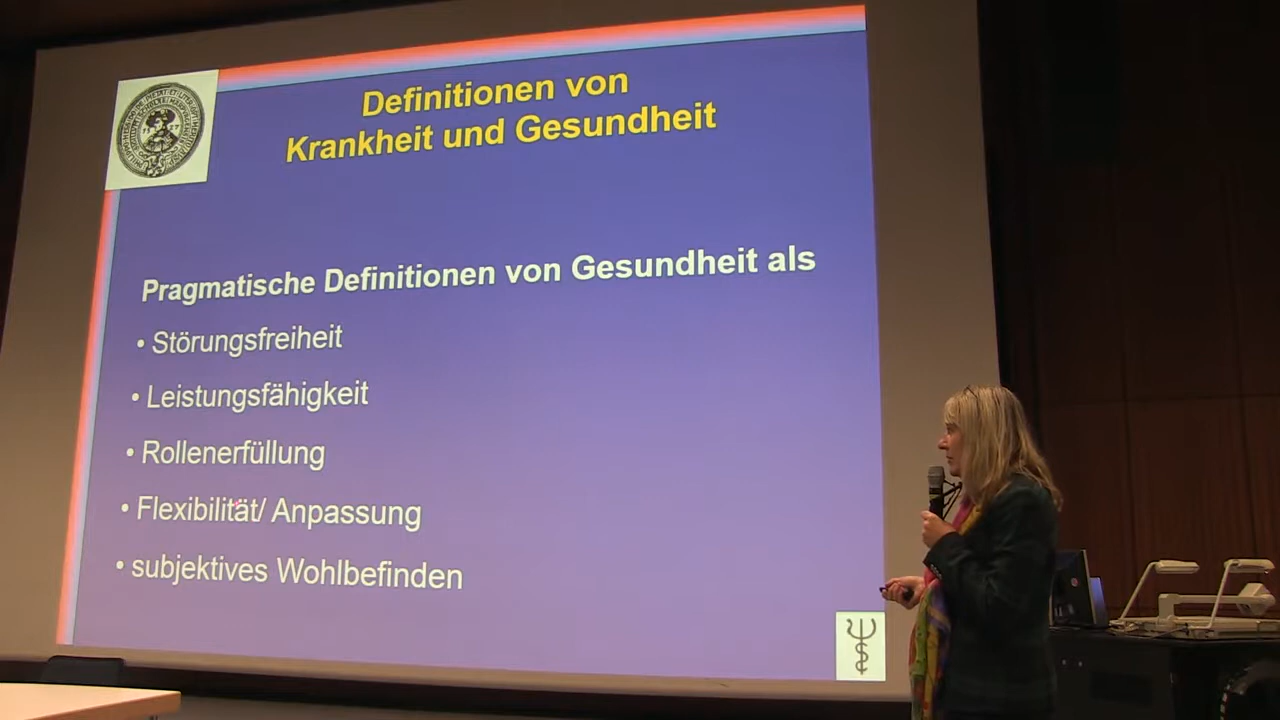 Definitionen von
Krankheit und Gesundheit
Pragmatische Definitionen von Gesundheit als
• Störungsfreiheit
• Leistungsfähigkeit
• Rollenerfüllung
• Flexibilität/ Anpassung
• subjektives Wohlbefinden